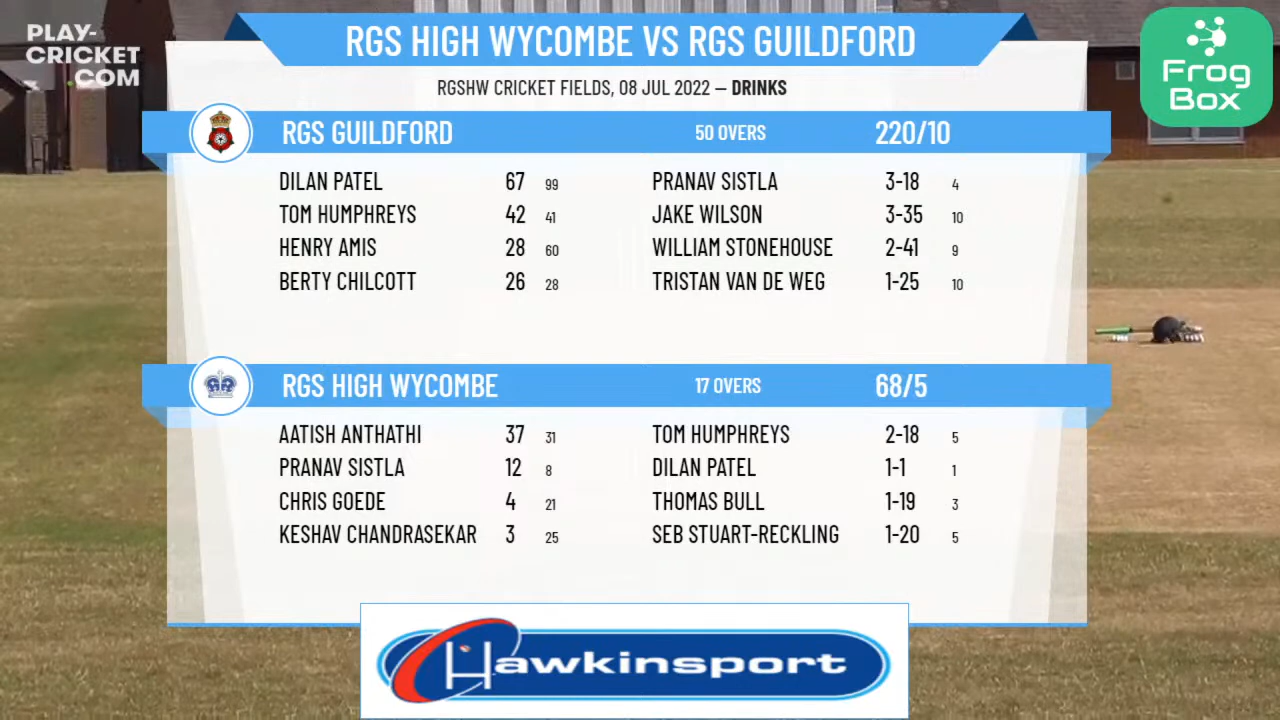 PLAY-
CRICKET
.COM
RGS HIGH WYCOMBE VS RGS GUILDFORD
Frog
Box
RGSHW CRICKET FIELDS, 08 JUL 2022 – DRINKS
RGS GUILDFORD 50 OVERS 220/10
DILAN PATEL 67 99 PRANAV SISTLA 3-18 4
TOM HUMPHREYS 42 41 JAKE WILSON 3-35 10
HENRY AMIS 28 60 WILLIAM STONEHOUSE 2-41 9
BERTY CHILCOTT 26 28 TRISTAN VAN DE WEG 1-25 10
RGS HIGH WYCOMBE 17 OVERS 68/5
AATISH ANTHATHI 37 31 TOM HUMPHREYS 2-18 5
PRANAV SISTLA 12 8 DILAN PATEL 1-1 1
CHRIS GOEDE 4 21 THOMAS BULL 1-19 3
KESHAV CHANDRASEKAR 3 25 SEB STUART-RECKLING 1-20 5
Hawkinsport